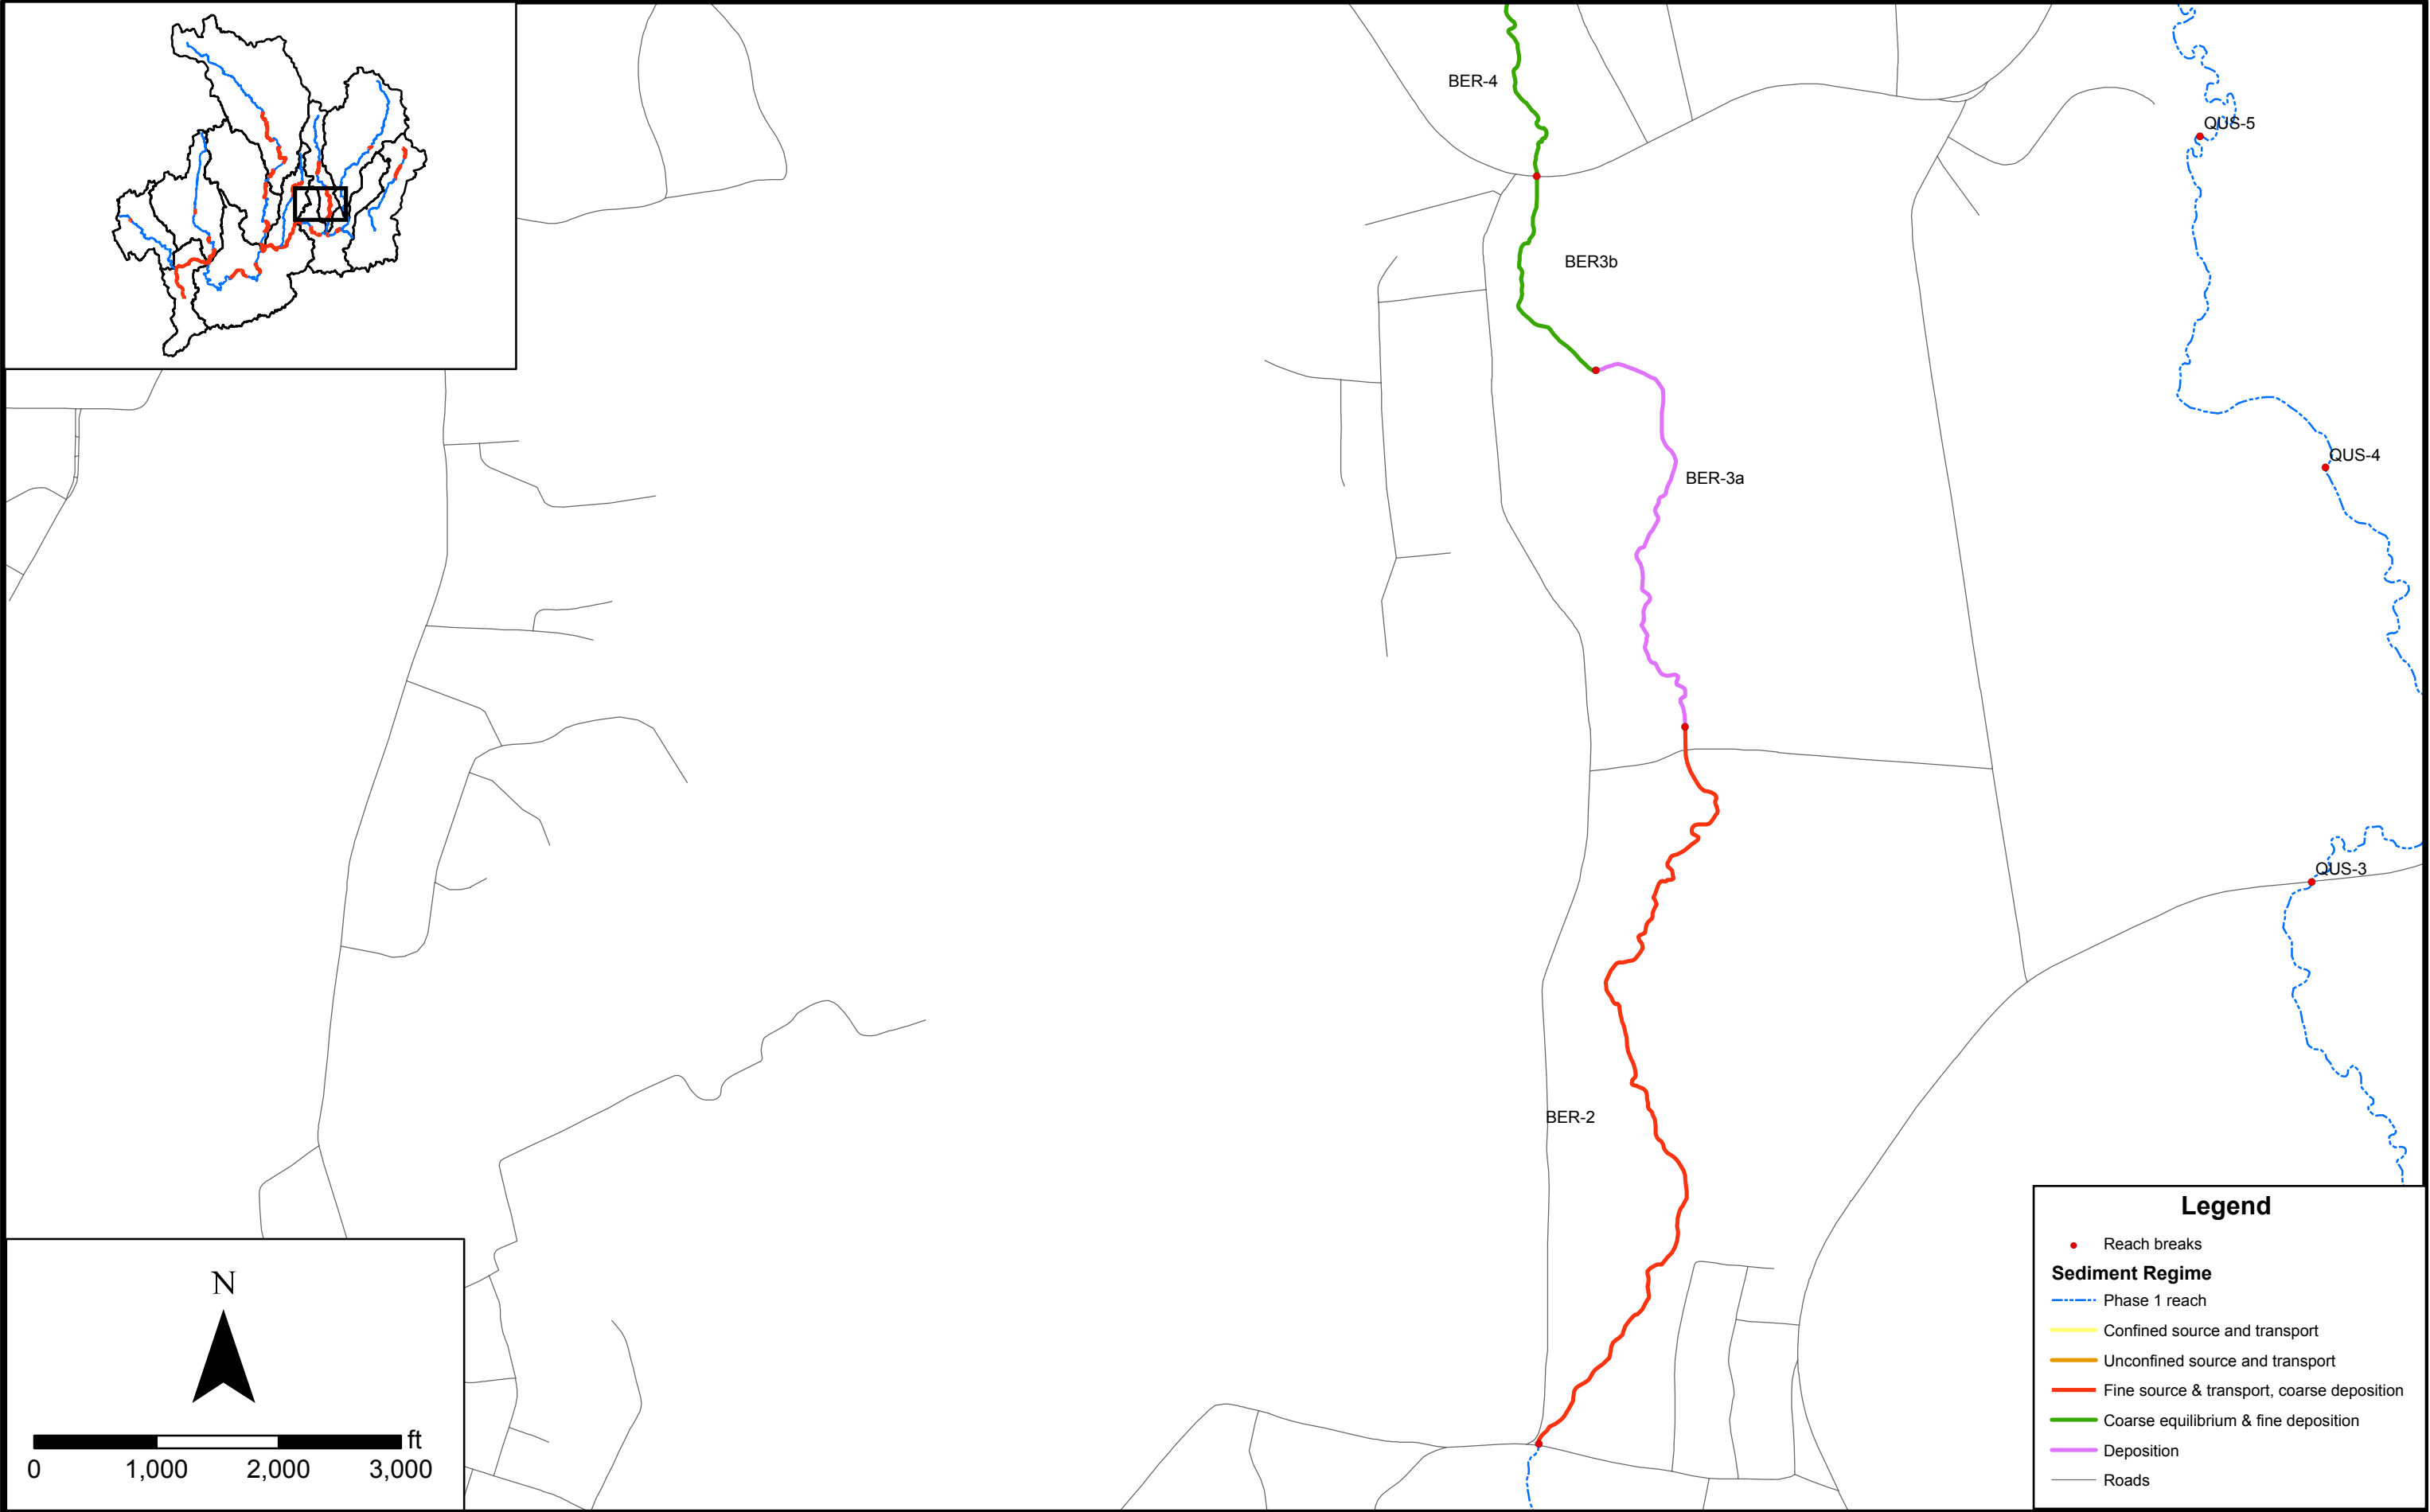 BER-4
QUS-5
BER3b
QUS-4
BER-3a
QUS-3
BER-2
N
ft
0 1,000 2,000 3,000
Legend
Reach breaks
Sediment Regime
Phase 1 reach
Confined source and transport
Unconfined source and transport
Fine source & transport, coarse deposition
Coarse equilibrium & fine deposition
Deposition
Roads